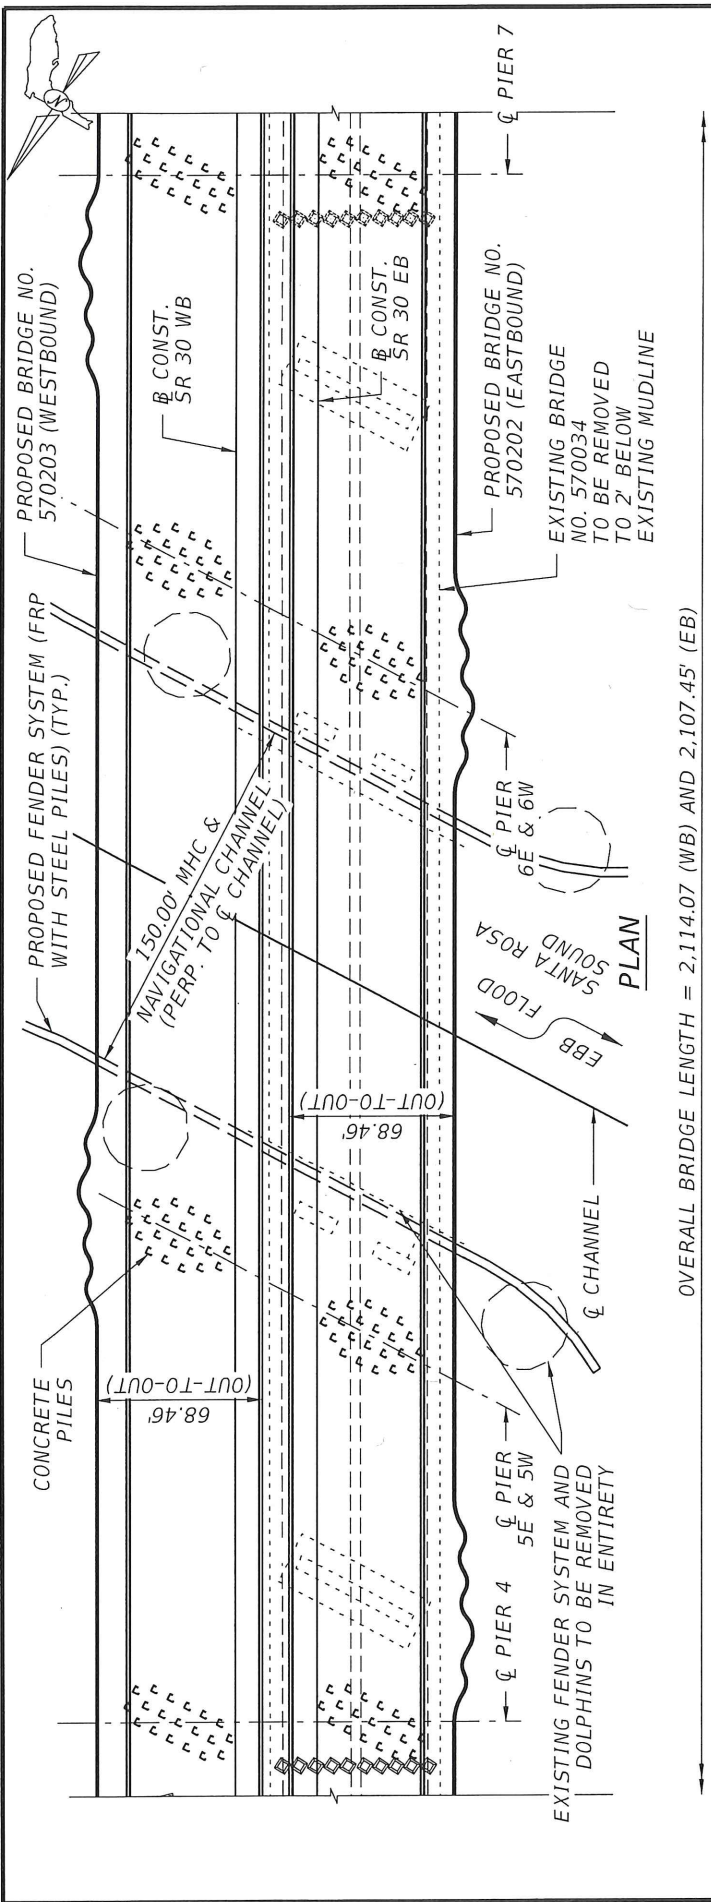 PROPOSED BRIDGE NO.
570203 (WESTBOUND)
PROPOSED FENDER SYSTEM (FRP
WITH STEEL PILES) (TYP.)
CONCRETE
PILES
N
℄ PIER 7
B CONST.
SR 30 WB
B CONST.
SR 30 EB
150.00' MHC &
NAVIGATIONAL CHANNEL
(PERP. TO ℄ CHANNEL)
68.46'
(OUT-TO-OUT)
68.46'
(OUT-TO-OUT)
PROPOSED BRIDGE NO.
570202 (EASTBOUND)
EXISTING BRIDGE
NO. 570034
TO BE REMOVED
TO 2' BELOW
EXISTING MUDLINE
℄ PIER
6E & 6W
SANTA ROSA
SOUND
FLOOD
EBB
℄ CHANNEL
℄ PIER
5E & 5W
℄ PIER 4
EXISTING FENDER SYSTEM AND
DOLPHINS TO BE REMOVED
IN ENTIRETY
PLAN
OVERALL BRIDGE LENGTH = 2,114.07 (WB) AND 2,107.45' (EB)